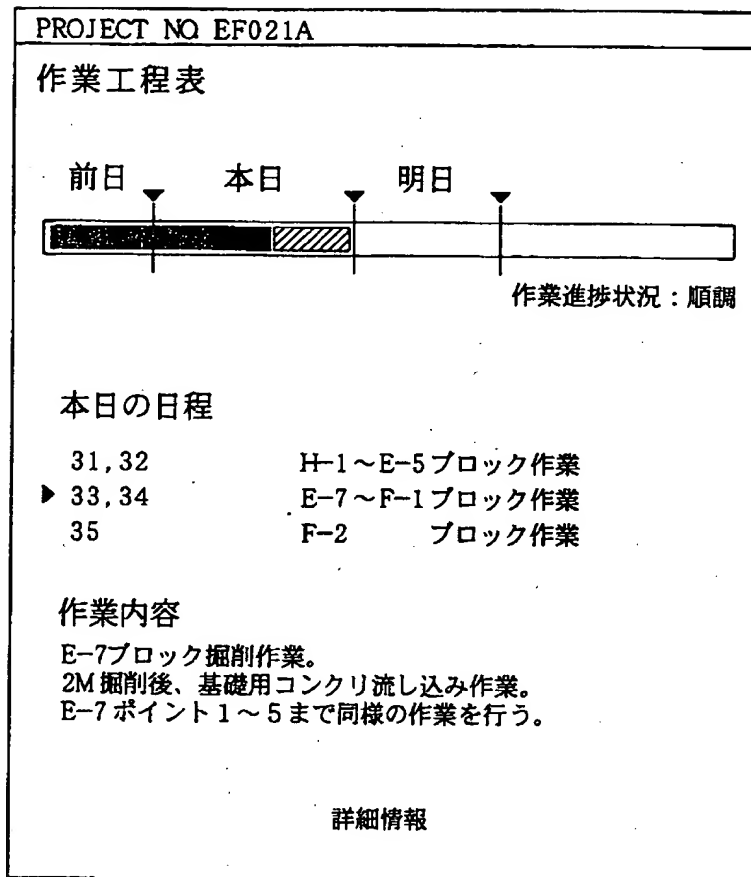 PROJECT NO. EF021A
作業工程表
前日 本日 明日
作業進捗状況：順調
本日の日程
31,32 H-1～E-5ブロック作業
33,34 E-7～F-1ブロック作業
35 F-2 ブロック作業
作業内容
E-7ブロック掘削作業。
2M掘削後、基礎用コンクリ流し込み作業。
E-7ポイント1～5まで同様の作業を行う。
詳細情報